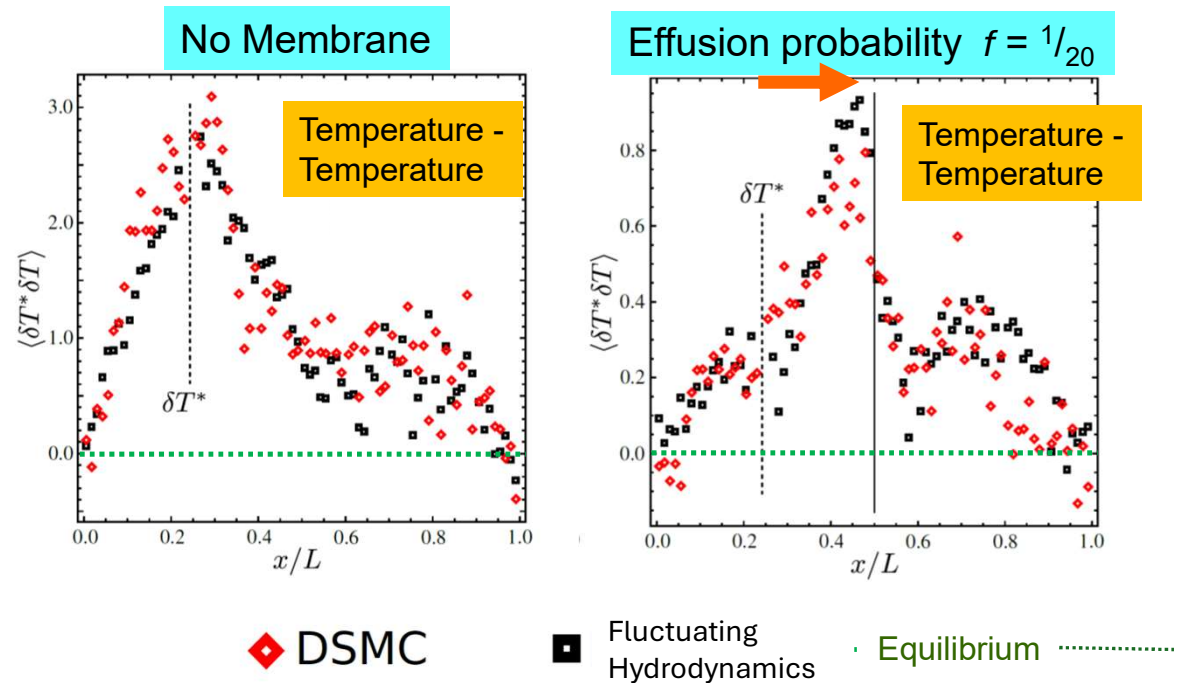 No Membrane
Effusion probability f = 1/20
Temperature -
Temperature
Temperature -
Temperature
3.0
2.0
1.0
0.0
⟨δT*δT⟩
δT*
0.0 0.2 0.4 0.6 0.8 1.0
x/L
0.8
0.6
0.4
0.2
0.0
⟨δT*δT⟩
δT*
0.0 0.2 0.4 0.6 0.8 1.0
x/L
DSMC
Fluctuating
Hydrodynamics
Equilibrium